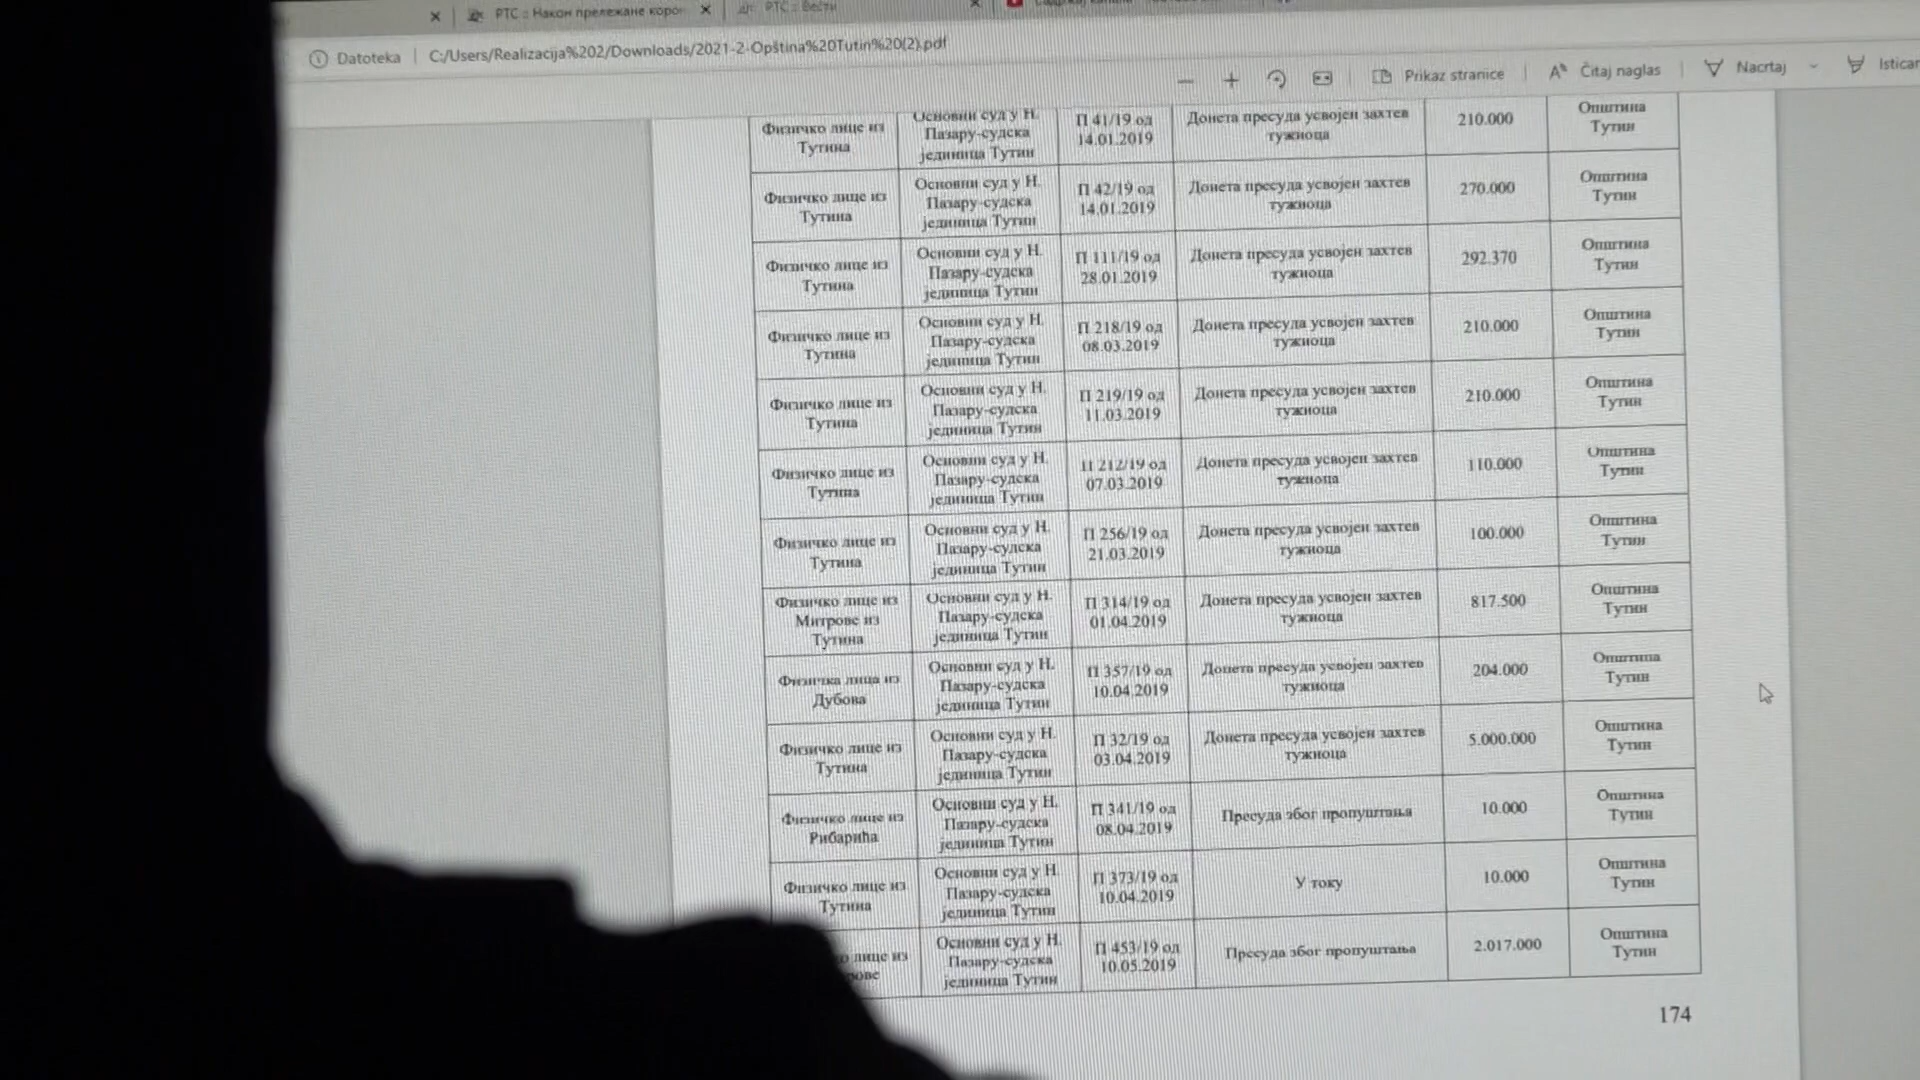 РТС :: Након прележане коро
РТС :: Вести
Datoteka
C:/Users/Realizacija%202/Downloads/2021-2-Opština%20Tutin%20(2).pdf
Prikaz stranice
Čitaj naglas
Nacrtaj
Isticar
Физичко лице из
Тутина
Основни суд у Н.
Пазару-судска
јединица Тутин
П 41/19 од
14.01.2019
Донета пресуда усвојен захтев
тужиоца
210.000
Општина
Тутин
Физичко лице из
Тутина
Основни суд у Н.
Пазару-судска
јединица Тутин
П 42/19 од
14.01.2019
Донета пресуда усвојен захтев
тужиоца
270.000
Општина
Тутин
Физичко лице из
Тутина
Основни суд у Н.
Пазару-судска
јединица Тутин
П 111/19 од
28.01.2019
Донета пресуда усвојен захтев
тужиоца
292.370
Општина
Тутин
Физичко лице из
Тутина
Основни суд у Н.
Пазару-судска
јединица Тутин
П 218/19 од
08.03.2019
Донета пресуда усвојен захтев
тужиоца
210.000
Општина
Тутин
Физичко лице из
Тутина
Основни суд у Н.
Пазару-судска
јединица Тутин
П 219/19 од
11.03.2019
Донета пресуда усвојен захтев
тужиоца
210.000
Општина
Тутин
Физичко лице из
Тутина
Основни суд у Н.
Пазару-судска
јединица Тутин
П 212/19 од
07.03.2019
Донета пресуда усвојен захтев
тужиоца
110.000
Општина
Тутин
Физичко лице из
Тутина
Основни суд у Н.
Пазару-судска
јединица Тутин
П 256/19 од
21.03.2019
Донета пресуда усвојен захтев
тужиоца
100.000
Општина
Тутин
Физичко лице из
Митрове из
Тутина
Основни суд у Н.
Пазару-судска
јединица Тутин
П 314/19 од
01.04.2019
Донета пресуда усвојен захтев
тужиоца
817.500
Општина
Тутин
Физичка лица из
Дубова
Основни суд у Н.
Пазару-судска
јединица Тутин
П 357/19 од
10.04.2019
Донета пресуда усвојен захтев
тужиоца
204.000
Општина
Тутин
Физичко лице из
Тутина
Основни суд у Н.
Пазару-судска
јединица Тутин
П 32/19 од
03.04.2019
Донета пресуда усвојен захтев
тужиоца
5.000.000
Општина
Тутин
Физичко лице из
Рибарића
Основни суд у Н.
Пазару-судска
јединица Тутин
П 341/19 од
08.04.2019
Пресуда због пропуштања
10.000
Општина
Тутин
Физичко лице из
Тутина
Основни суд у Н.
Пазару-судска
јединица Тутин
П 373/19 од
10.04.2019
У току
10.000
Општина
Тутин
о лице из
ове
Основни суд у Н.
Пазару-судска
јединица Тутин
П 453/19 од
10.05.2019
Пресуда због пропуштања
2.017.000
Општина
Тутин
174